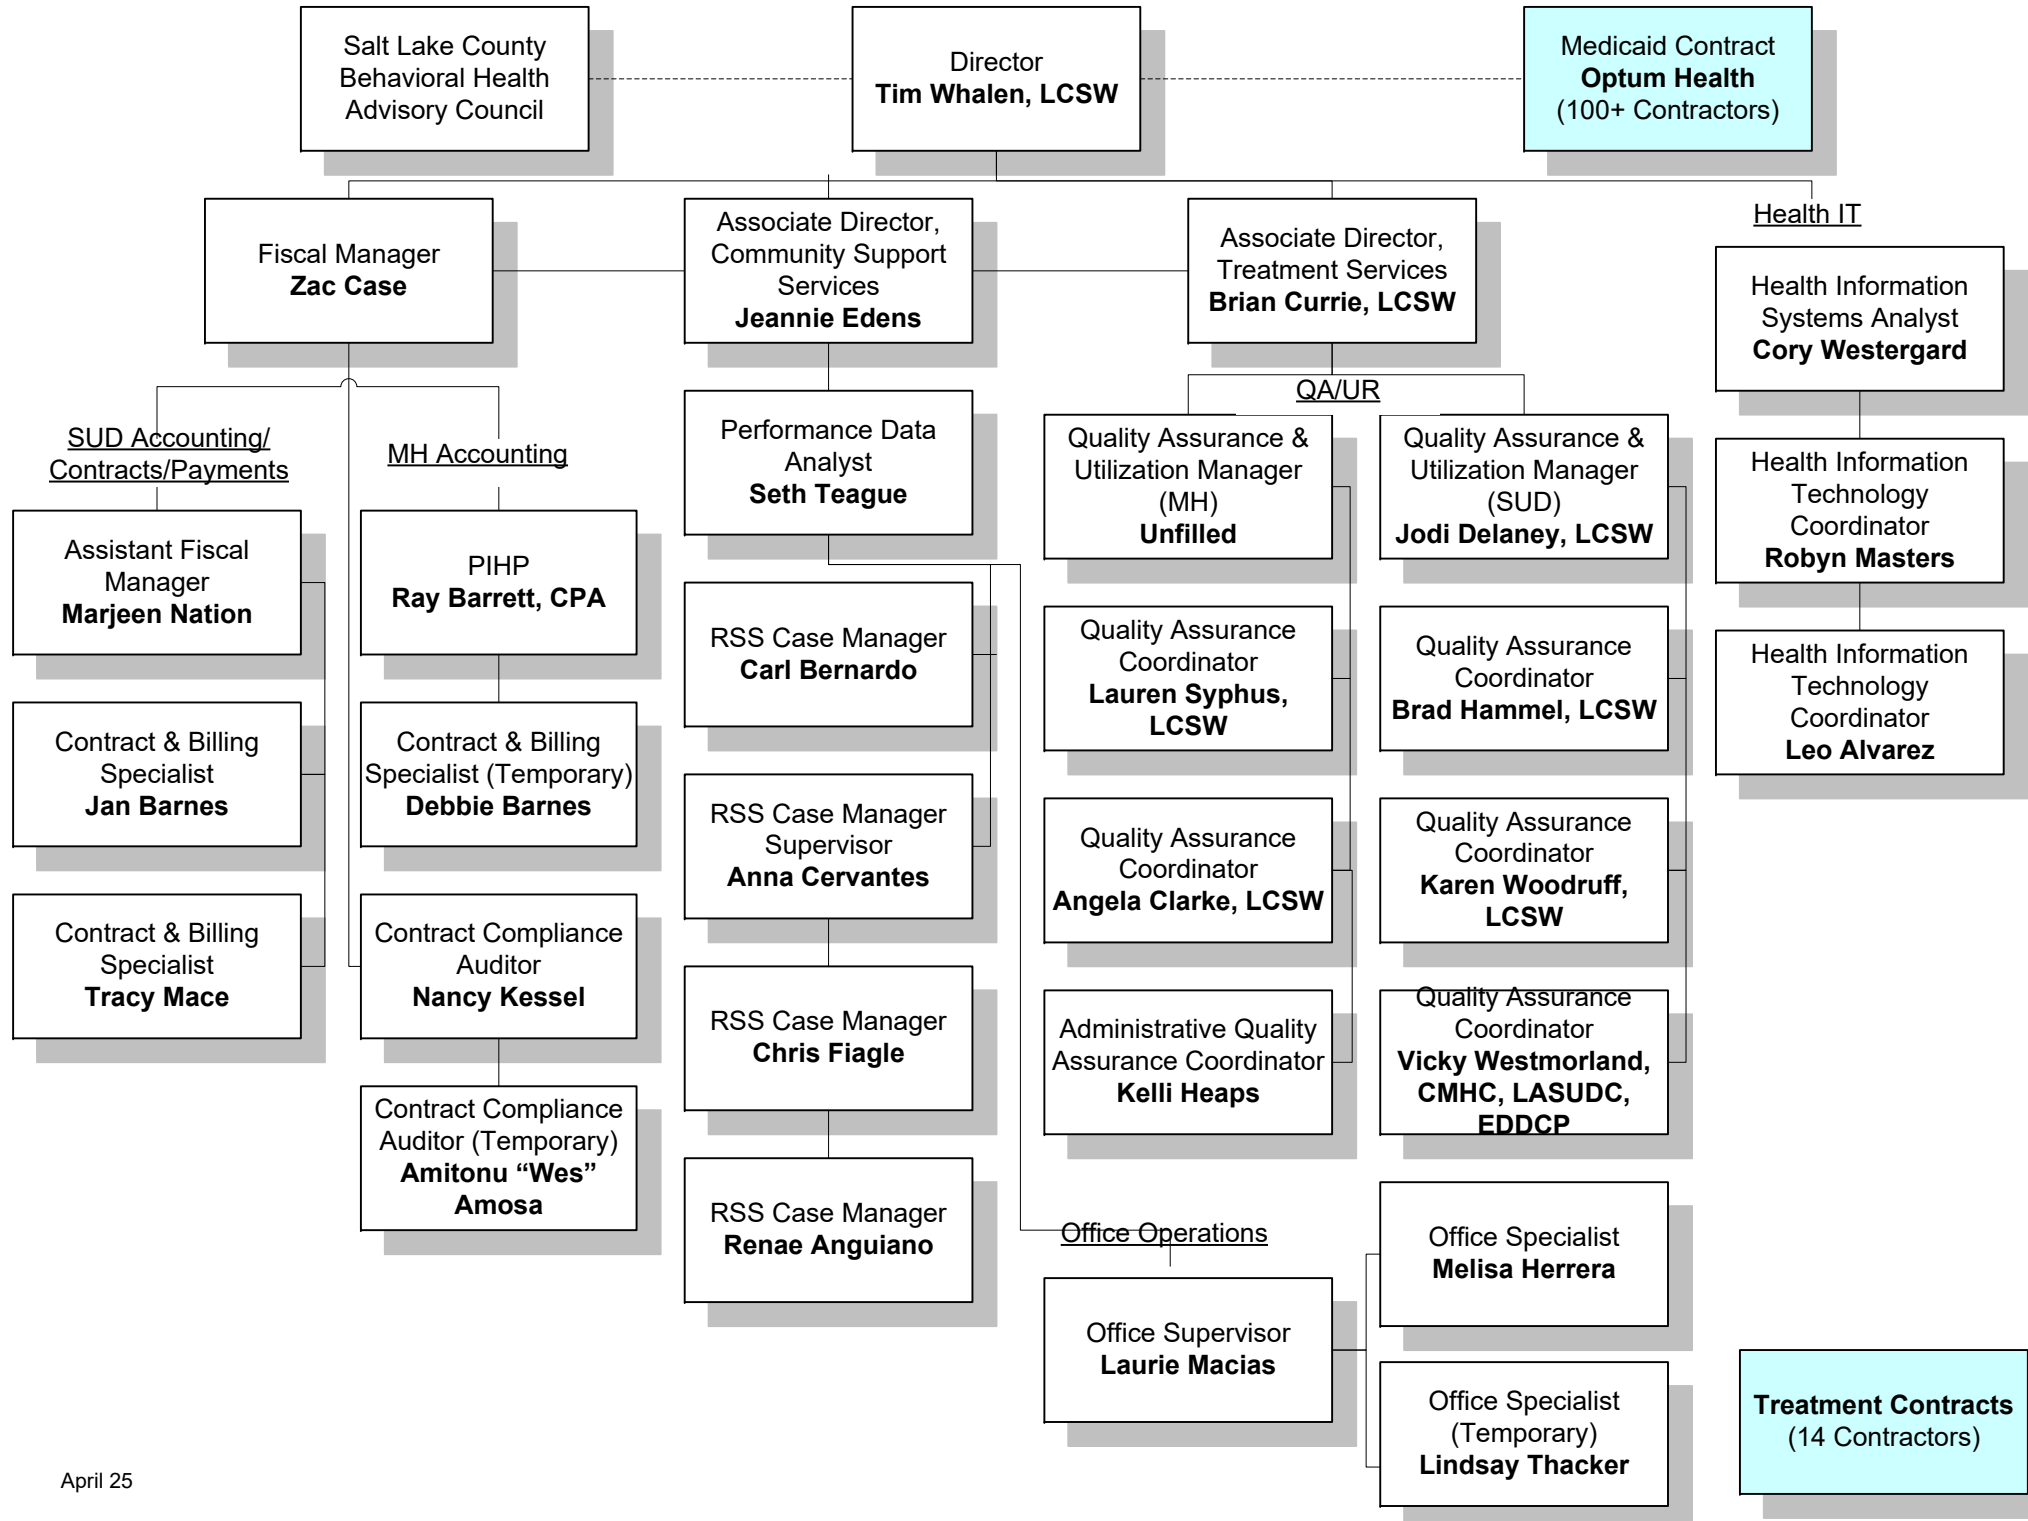 Salt Lake County
Behavioral Health
Advisory Council
Director
Tim Whalen, LCSW
Medicaid Contract
Optum Health
(100+ Contractors)
Fiscal Manager
Zac Case
Associate Director,
Community Support
Services
Jeannie Edens
Associate Director,
Treatment Services
Brian Currie, LCSW
Health IT
Health Information
Systems Analyst
Cory Westergard
Health Information
Technology
Coordinator
Robyn Masters
Health Information
Technology
Coordinator
Leo Alvarez
SUD Accounting/
Contracts/Payments
Assistant Fiscal
Manager
Marjeen Nation
Contract & Billing
Specialist
Jan Barnes
Contract & Billing
Specialist
Tracy Mace
MH Accounting
PIHP
Ray Barrett, CPA
Contract & Billing
Specialist (Temporary)
Debbie Barnes
Contract Compliance
Auditor
Nancy Kessel
Contract Compliance
Auditor (Temporary)
Amitonu “Wes”
Amosa
Performance Data
Analyst
Seth Teague
RSS Case Manager
Carl Bernardo
RSS Case Manager
Supervisor
Anna Cervantes
RSS Case Manager
Chris Fiagle
RSS Case Manager
Renae Anguiano
QA/UR
Quality Assurance &
Utilization Manager
(MH)
Unfilled
Quality Assurance
Coordinator
Lauren Syphus,
LCSW
Quality Assurance
Coordinator
Angela Clarke, LCSW
Administrative Quality
Assurance Coordinator
Kelli Heaps
Quality Assurance &
Utilization Manager
(SUD)
Jodi Delaney, LCSW
Quality Assurance
Coordinator
Brad Hammel, LCSW
Quality Assurance
Coordinator
Karen Woodruff,
LCSW
Quality Assurance
Coordinator
Vicky Westmorland,
CMHC, LASUDC,
EDDCP
Office Operations
Office Supervisor
Laurie Macias
Office Specialist
Melisa Herrera
Office Specialist
(Temporary)
Lindsay Thacker
Treatment Contracts
(14 Contractors)
April 25